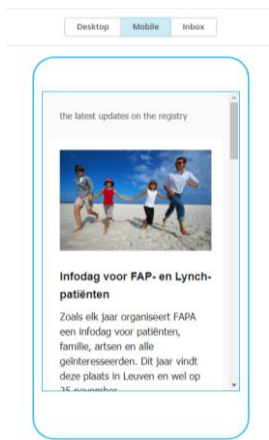 Desktop Mobile Inbox
the latest updates on the registry
Infodag voor FAP- en Lynch-
patiënten
Zoals elk jaar organiseert FAPA
een infodag voor patiënten,
familie, artsen en alle
geïnteresseerden. Dit jaar vindt
deze plaats in Leuven en wel op
25 november